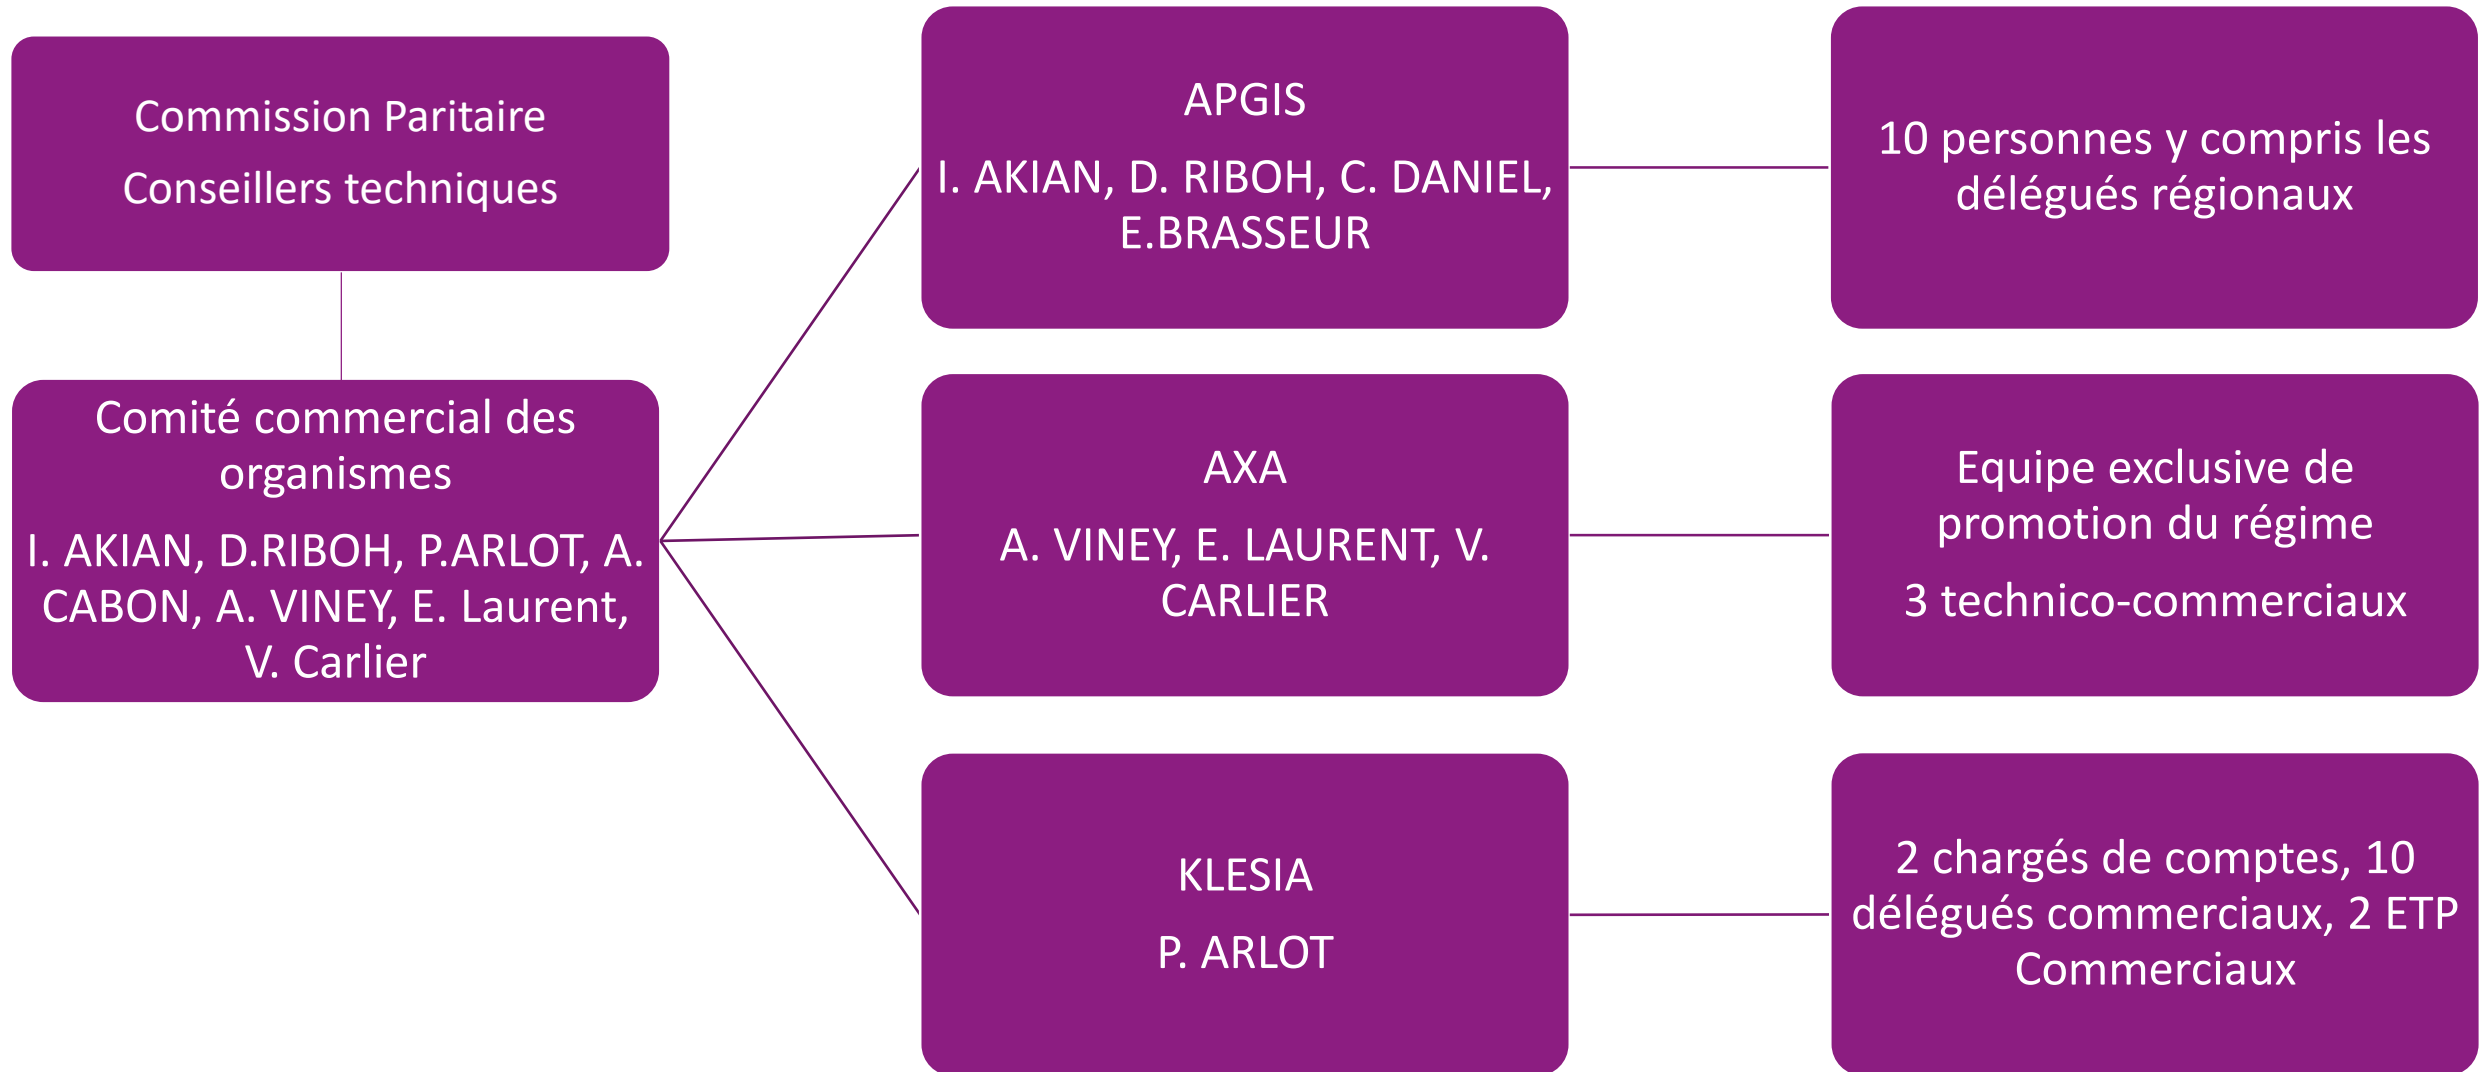 Commission Paritaire
Conseillers techniques
Comité commercial des
organismes
I. AKIAN, D.RIBOH, P.ARLOT, A.
CABON, A. VINEY, E. Laurent,
V. Carlier
APGIS
I. AKIAN, D. RIBOH, C. DANIEL,
E.BRASSEUR
10 personnes y compris les
délégués régionaux
AXA
A. VINEY, E. LAURENT, V.
CARLIER
Equipe exclusive de
promotion du régime
3 technico-commerciaux
KLESIA
P. ARLOT
2 chargés de comptes, 10
délégués commerciaux, 2 ETP
Commerciaux